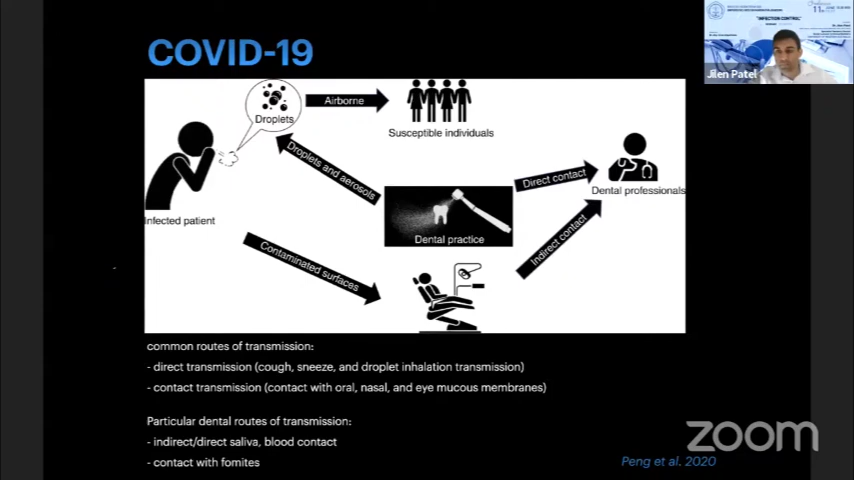 COVID-19
"INFECTION CONTROL"
Jilen Patel
Droplets
Airborne
Susceptible individuals
Droplets and aerosols
Direct contact
Dental professionals
Infected patient
Dental practice
Indirect contact
Contaminated surfaces
common routes of transmission:
- direct transmission (cough, sneeze, and droplet inhalation transmission)
- contact transmission (contact with oral, nasal, and eye mucous membranes)
Particular dental routes of transmission:
- indirect/direct saliva, blood contact
- contact with fomites
Peng et al. 2020
zoom